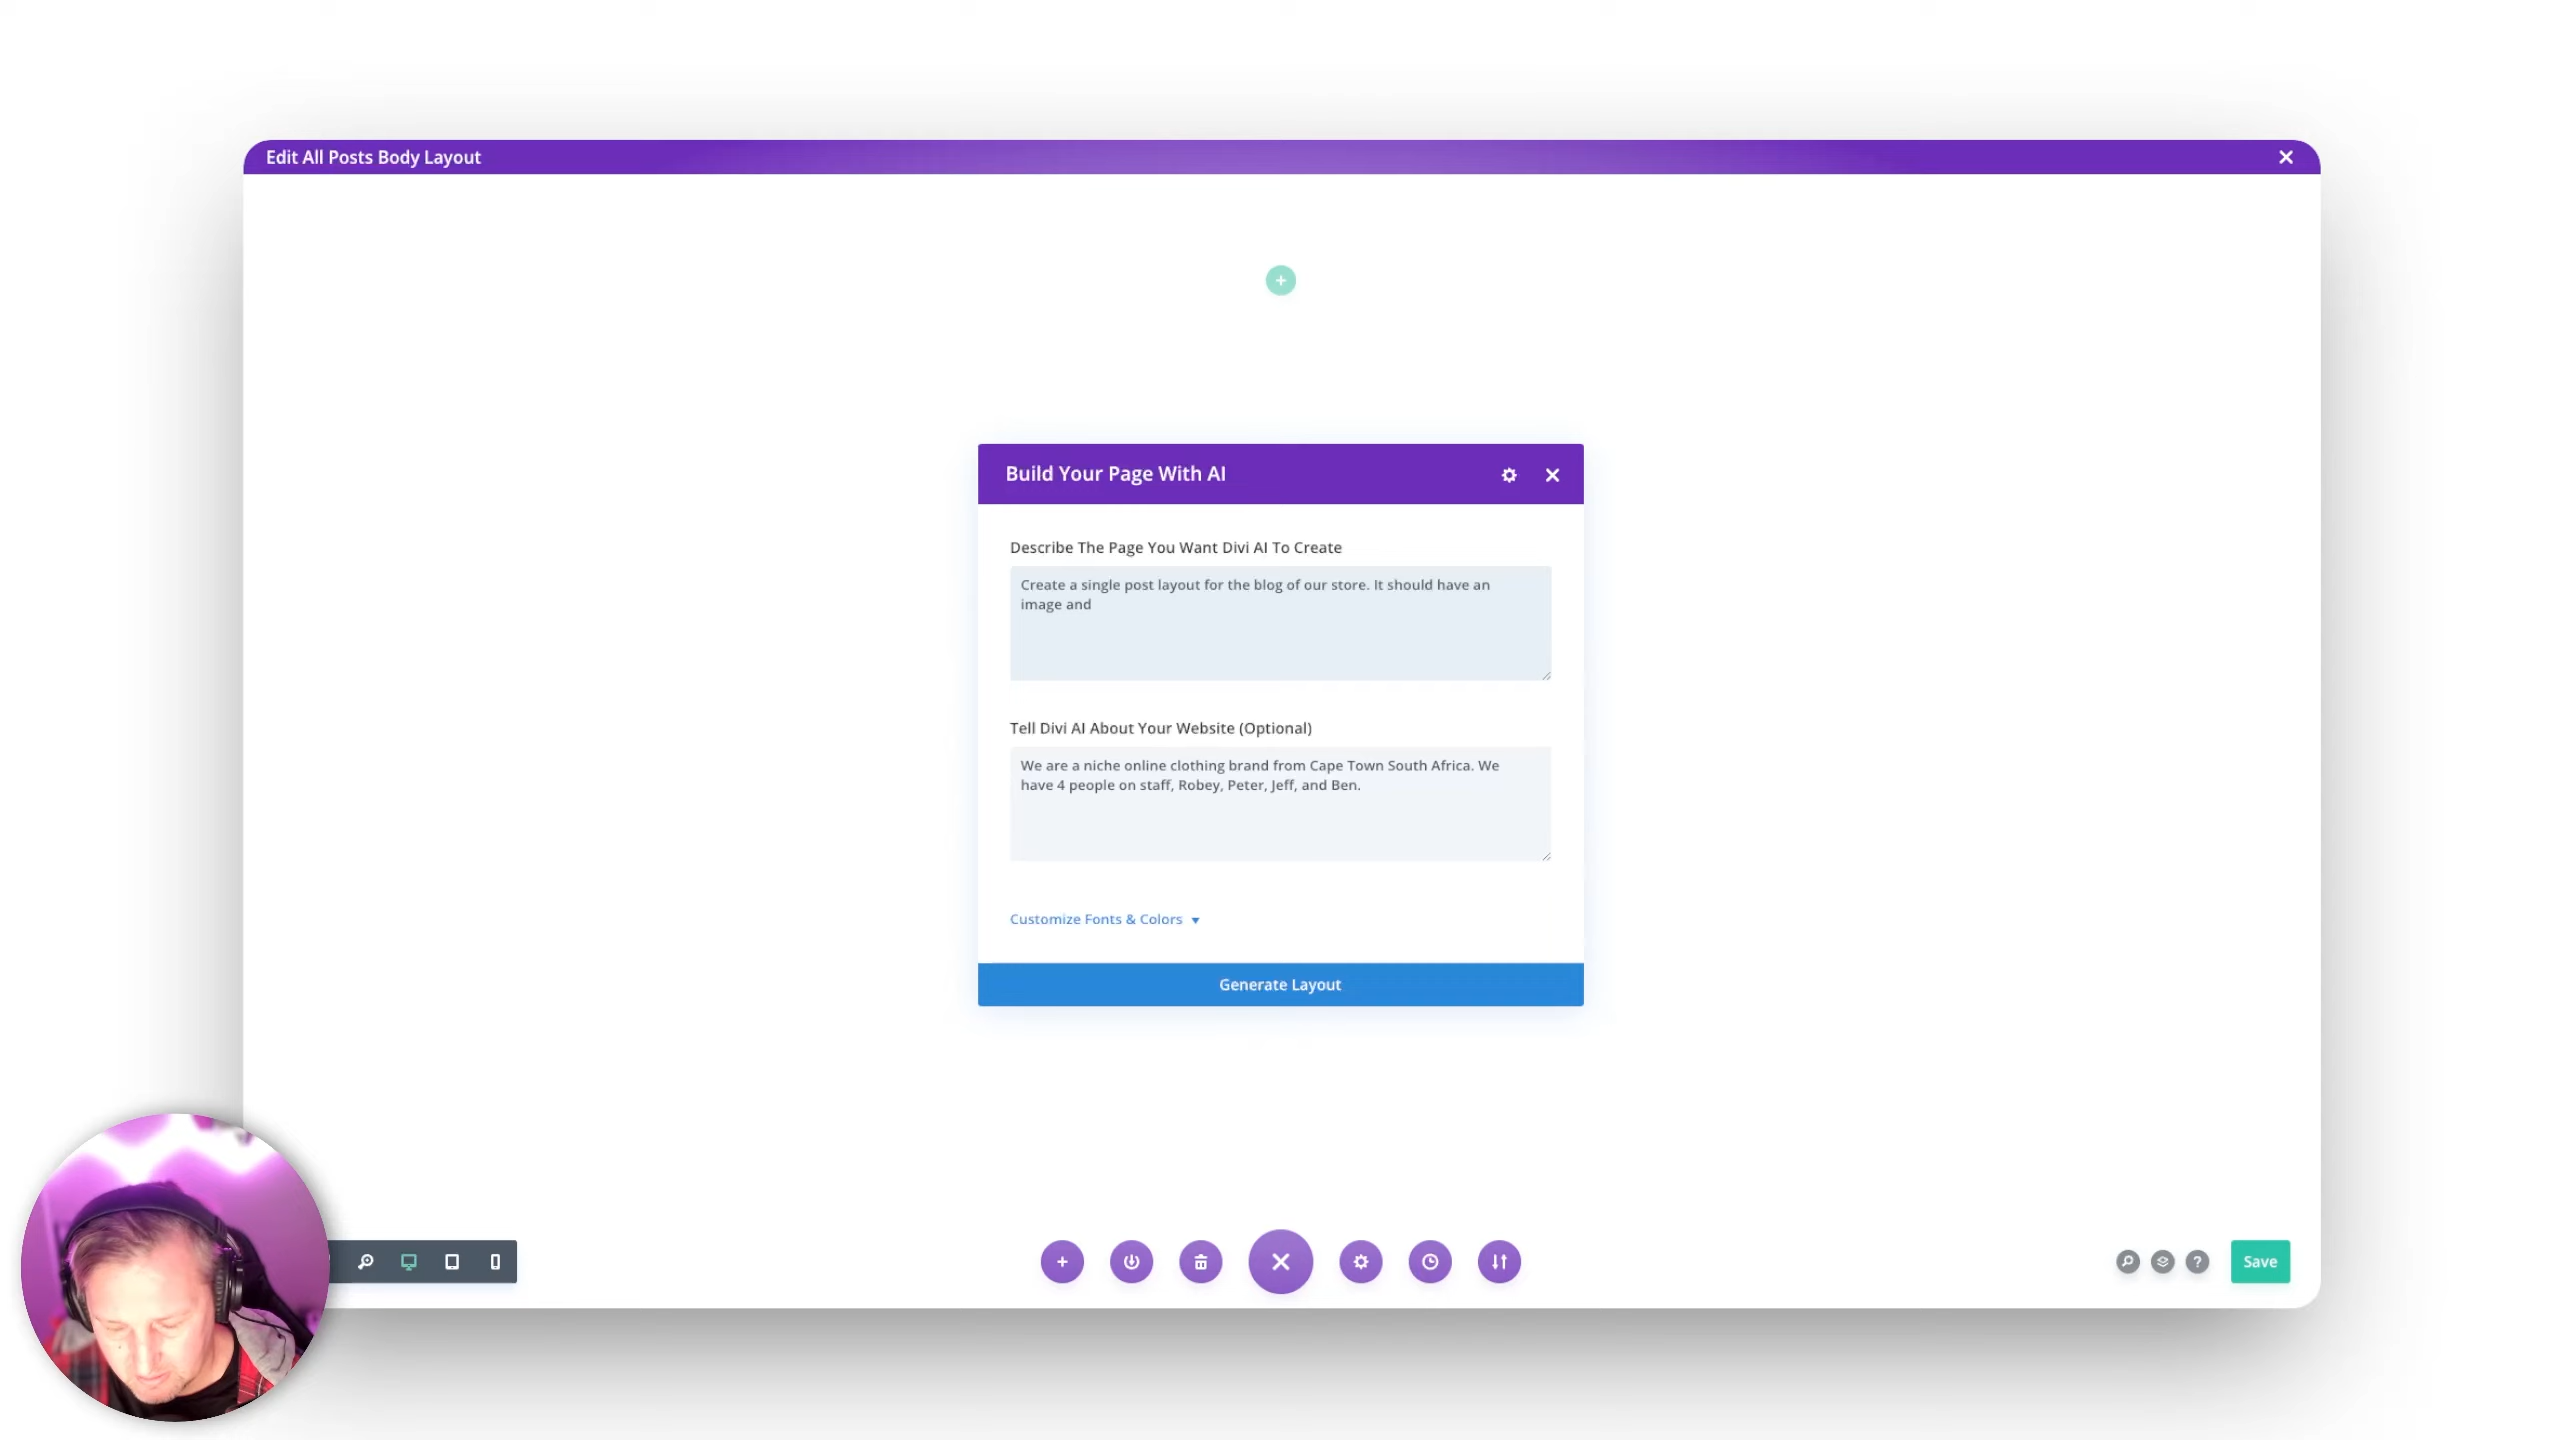 Edit All Posts Body Layout
Build Your Page With AI
Describe The Page You Want Divi AI To Create
Create a single post layout for the blog of our store. It should have an
image and
Tell Divi AI About Your Website (Optional)
We are a niche online clothing brand from Cape Town South Africa. We
have 4 people on staff, Robey, Peter, Jeff, and Ben.
Customize Fonts & Colors
Generate Layout
Save